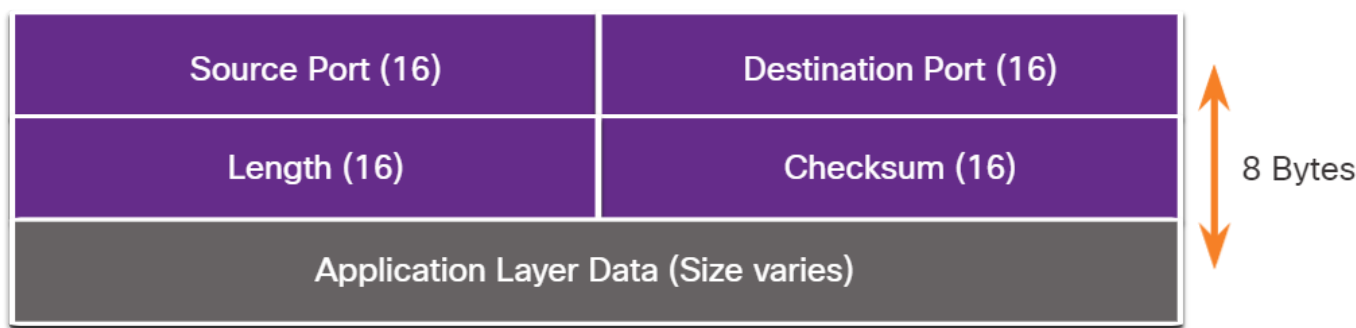 Source Port (16) Destination Port (16)
Length (16) Checksum (16)
8 Bytes
Application Layer Data (Size varies)